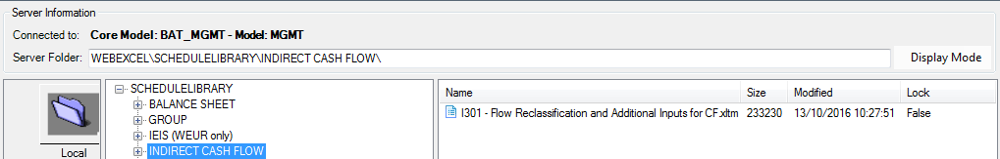 Server Information
Connected to: Core Model: BAT_MGMT - Model: MGMT
Server Folder: WEBEXCEL\SCHEDULELIBRARY\INDIRECT CASH FLOW\ Display Mode
SCHEDULELIBRARY
Name Size Modified Lock
BALANCE SHEET
I301 - Flow Reclassification and Additional Inputs for CF.xltm 233230 13/10/2016 10:27:51 False
GROUP
IEIS (WEUR only)
INDIRECT CASH FLOW
Local